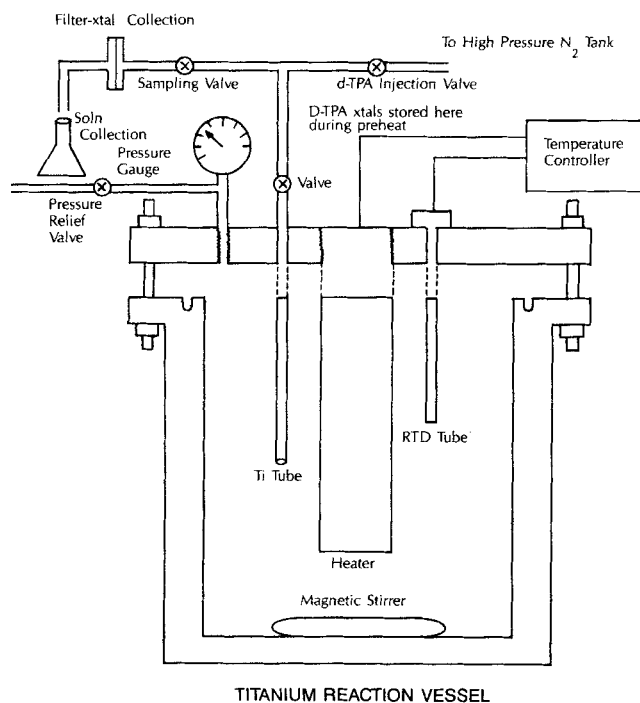 Filter-xtal Collection
To High Pressure N2 Tank
Sampling Valve
d-TPA Injection Valve
D-TPA xtals stored here
during preheat
Soln
Collection
Pressure
Gauge
Temperature
Controller
Valve
Pressure
Relief
Valve
RTD Tube
Ti Tube
Heater
Magnetic Stirrer
TITANIUM REACTION VESSEL